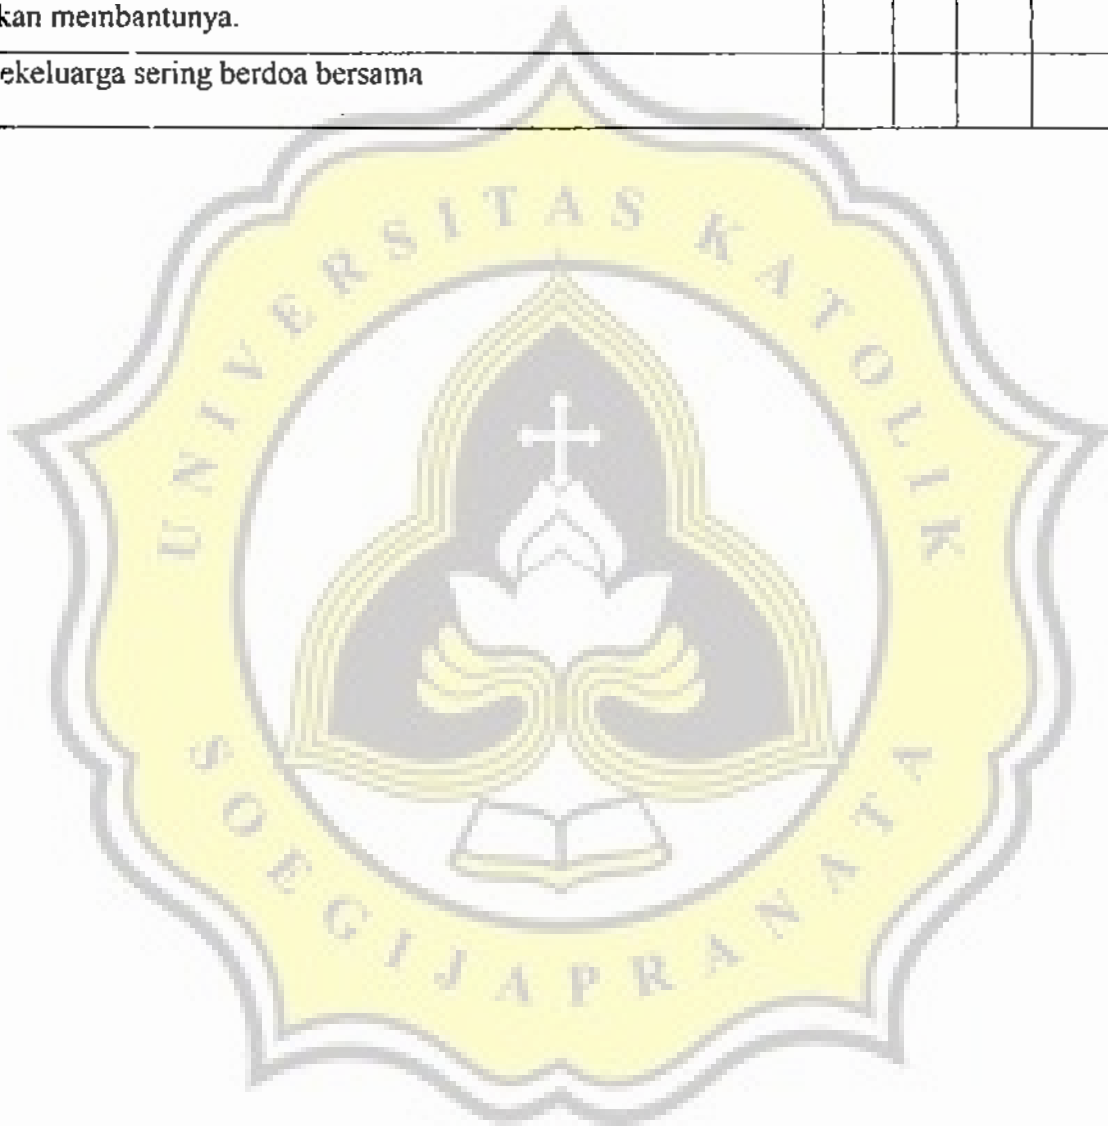 kan membantunya.
ekeluarga sering berdoa bersama
UNIVERSITAS KATOLIK
SOEGIJAPRANATA